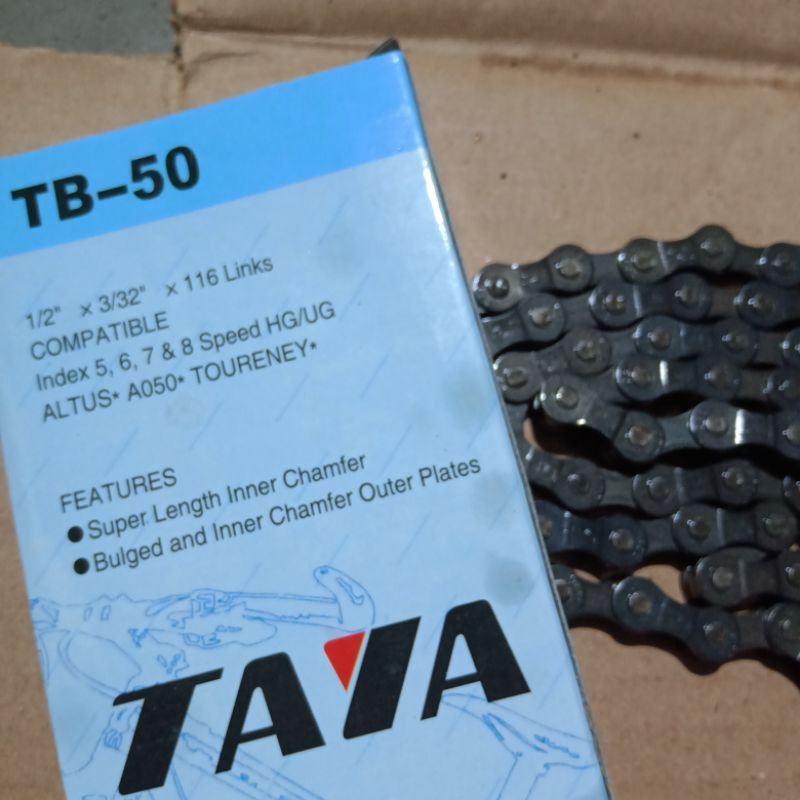 TB-50
1/2" x 3/32" x 116 Links
COMPATIBLE
Index 5, 6, 7 & 8 Speed HG/UG
ALTUS* A050* TOURENEY*
FEATURES
● Super Length Inner Chamfer
● Bulged and Inner Chamfer Outer Plates
TAYA